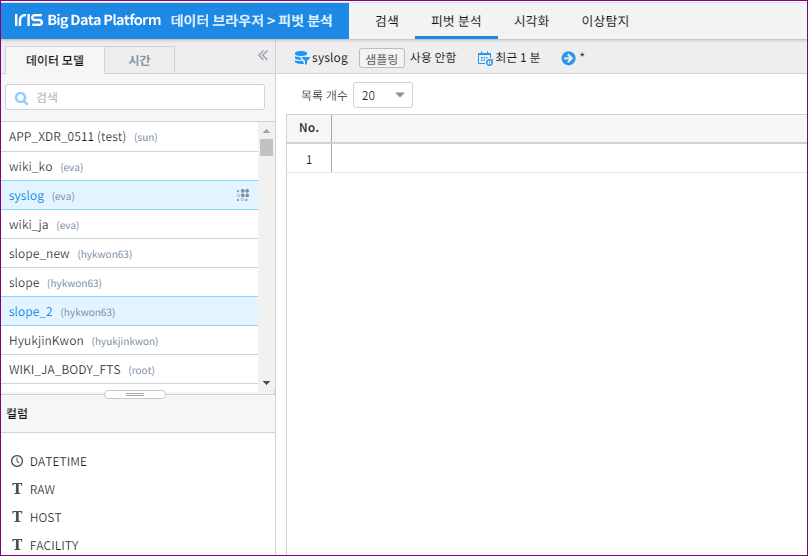 IRIS Big Data Platform 데이터 브라우저 > 피벗 분석 검색 피벗 분석 시각화 이상탐지
데이터 모델 시간
검색
APP_XDR_0511 (test) (sun)
wiki_ko (eva)
syslog (eva)
wiki_ja (eva)
slope_new (hykwon63)
slope (hykwon63)
slope_2 (hykwon63)
HyukjinKwon (hyukjinkwon)
WIKI_JA_BODY_FTS (root)
컬럼
DATETIME
T RAW
T HOST
T FACILITY
syslog 샘플링 사용 안함 최근 1 분 *
목록 개수 20
No.
1